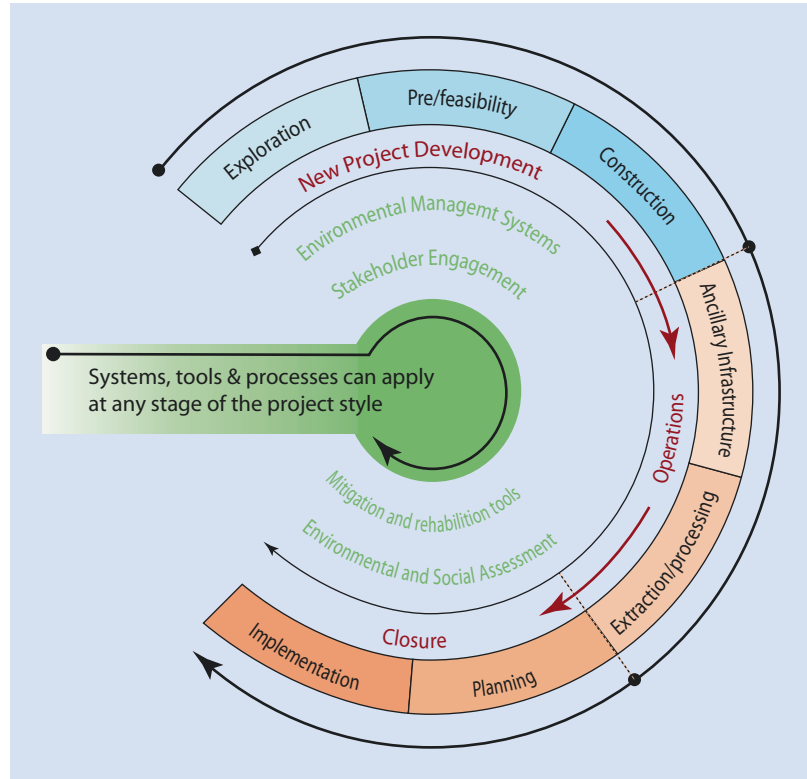 Exploration
Pre/feasibility
Construction
New Project Development
Environmental Managemt Systems
Stakeholder Engagement
Ancillary Infrastructure
Systems, tools & processes can apply
at any stage of the project style
Operations
Mitigation and rehabilition tools
Environmental and Social Assessment
Extraction/processing
Closure
Implementation
Planning